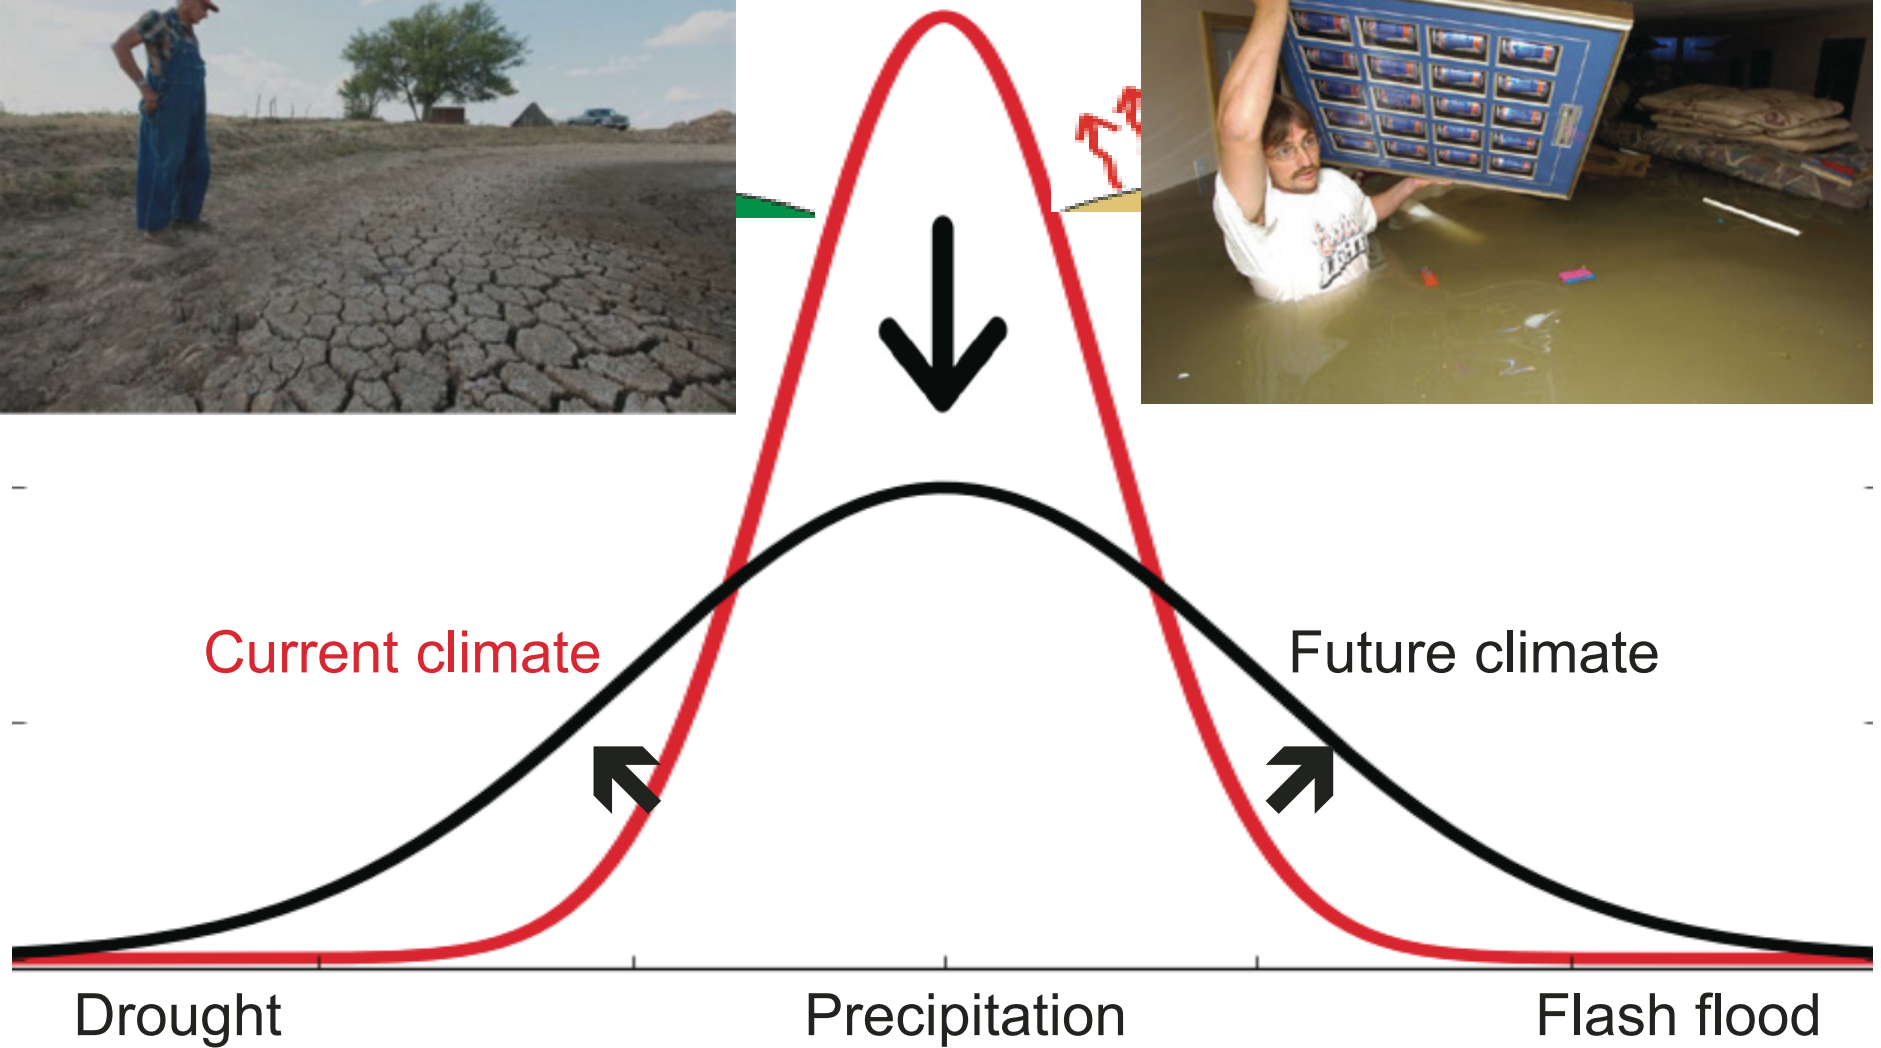 Current climate
Future climate
Drought
Precipitation
Flash flood